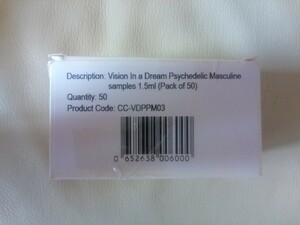 Description: Vision In a Dream Psychedelic Masculine
samples 1.5ml (Pack of 50)
Quantity: 50
Product Code: CC-VDPPM03
0 652638 006000